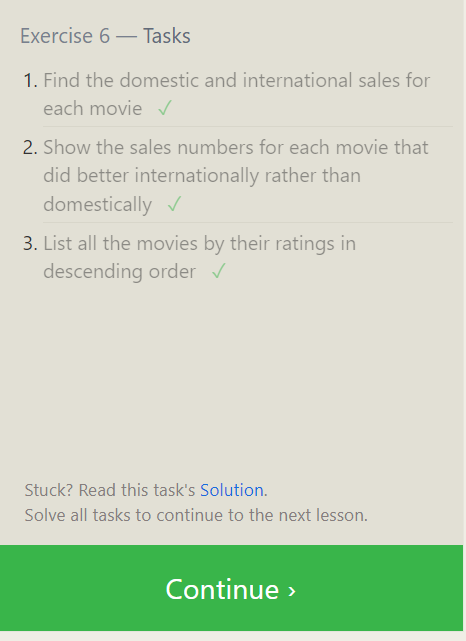 Exercise 6 — Tasks
1. Find the domestic and international sales for
each movie ✓
2. Show the sales numbers for each movie that
did better internationally rather than
domestically ✓
3. List all the movies by their ratings in
descending order ✓
Stuck? Read this task's Solution.
Solve all tasks to continue to the next lesson.
Continue ›